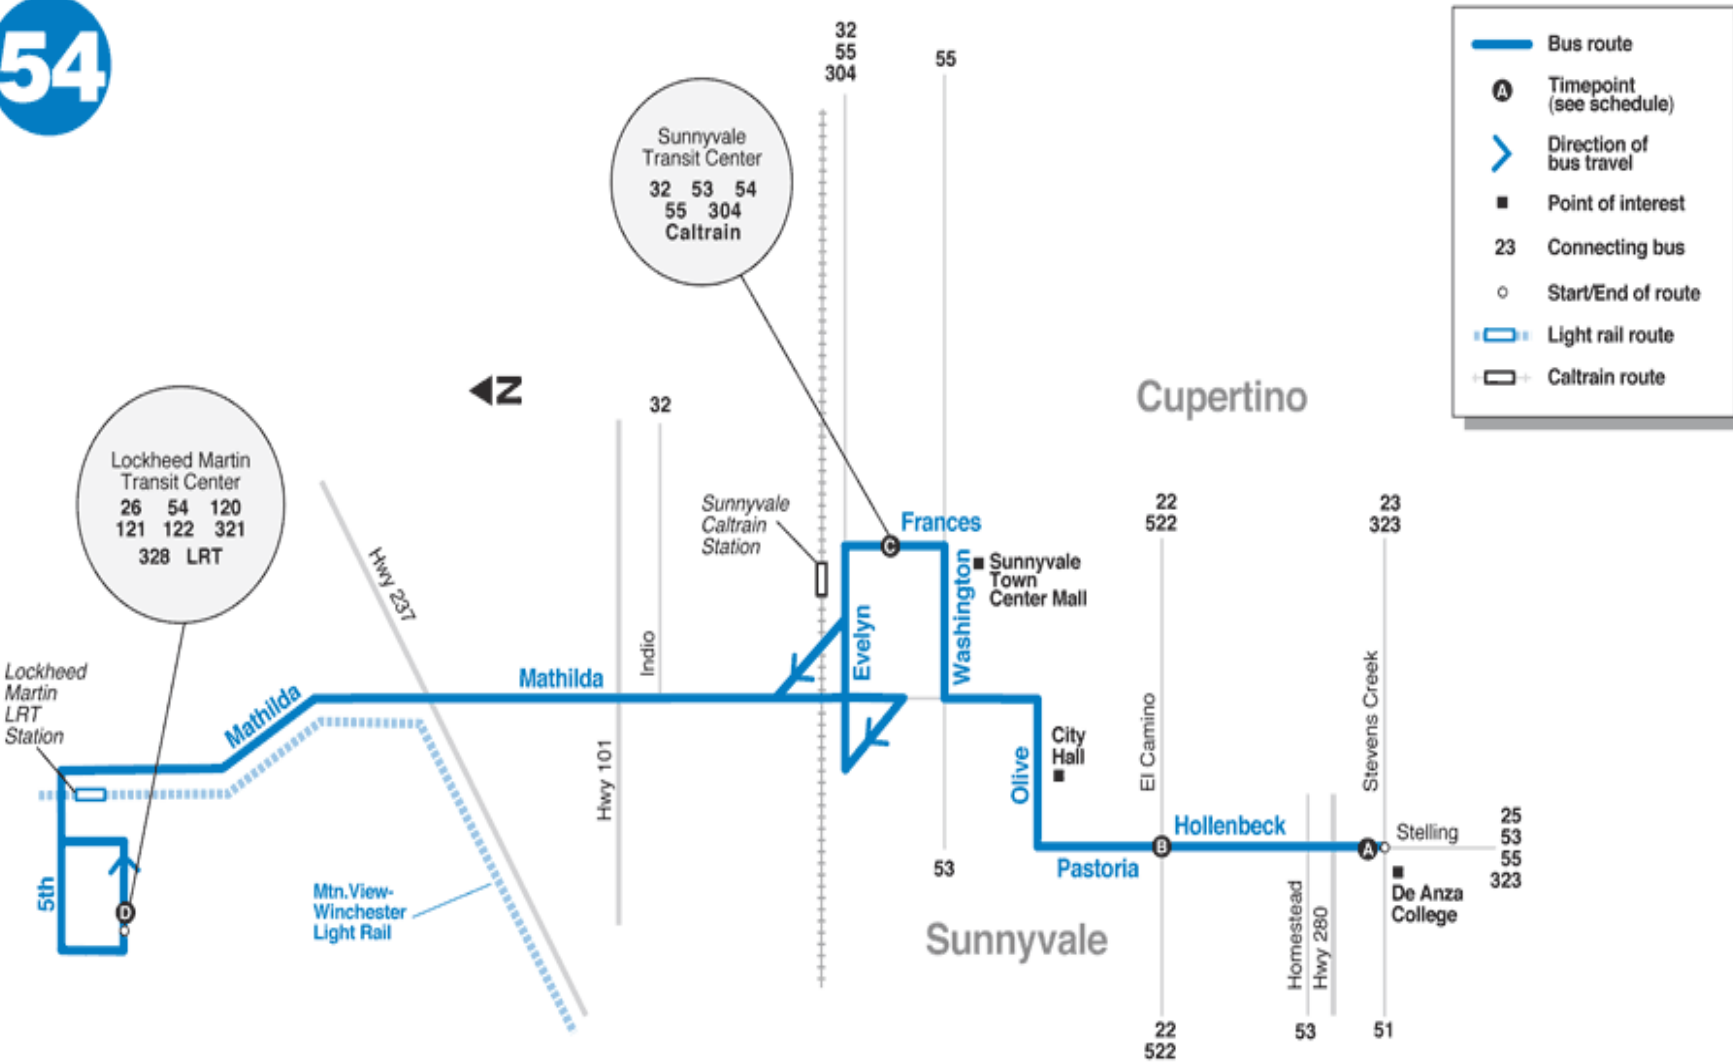 54
32
55
304
55
Bus route
A
Timepoint
(see schedule)
Direction of
bus travel
Point of interest
23
Connecting bus
Start/End of route
Light rail route
Caltrain route
Sunnyvale
Transit Center
32 53 54
55 304
Caltrain
N
32
Cupertino
Lockheed Martin
Transit Center
26 54 120
121 122 321
328 LRT
Hwy 237
Sunnyvale
Caltrain
Station
C
Frances
Sunnyvale
Town
Center Mall
22
522
23
323
Indio
Evelyn
Washington
Lockheed
Martin
LRT
Station
Mathilda
Mathilda
Hwy 101
City
Hall
Olive
El Camino
Stevens Creek
B
Hollenbeck
A
Stelling
25
53
55
323
Pastoria
53
De Anza
College
5th
D
Mtn.View-
Winchester
Light Rail
Sunnyvale
Homestead
Hwy 280
22
522
53
51